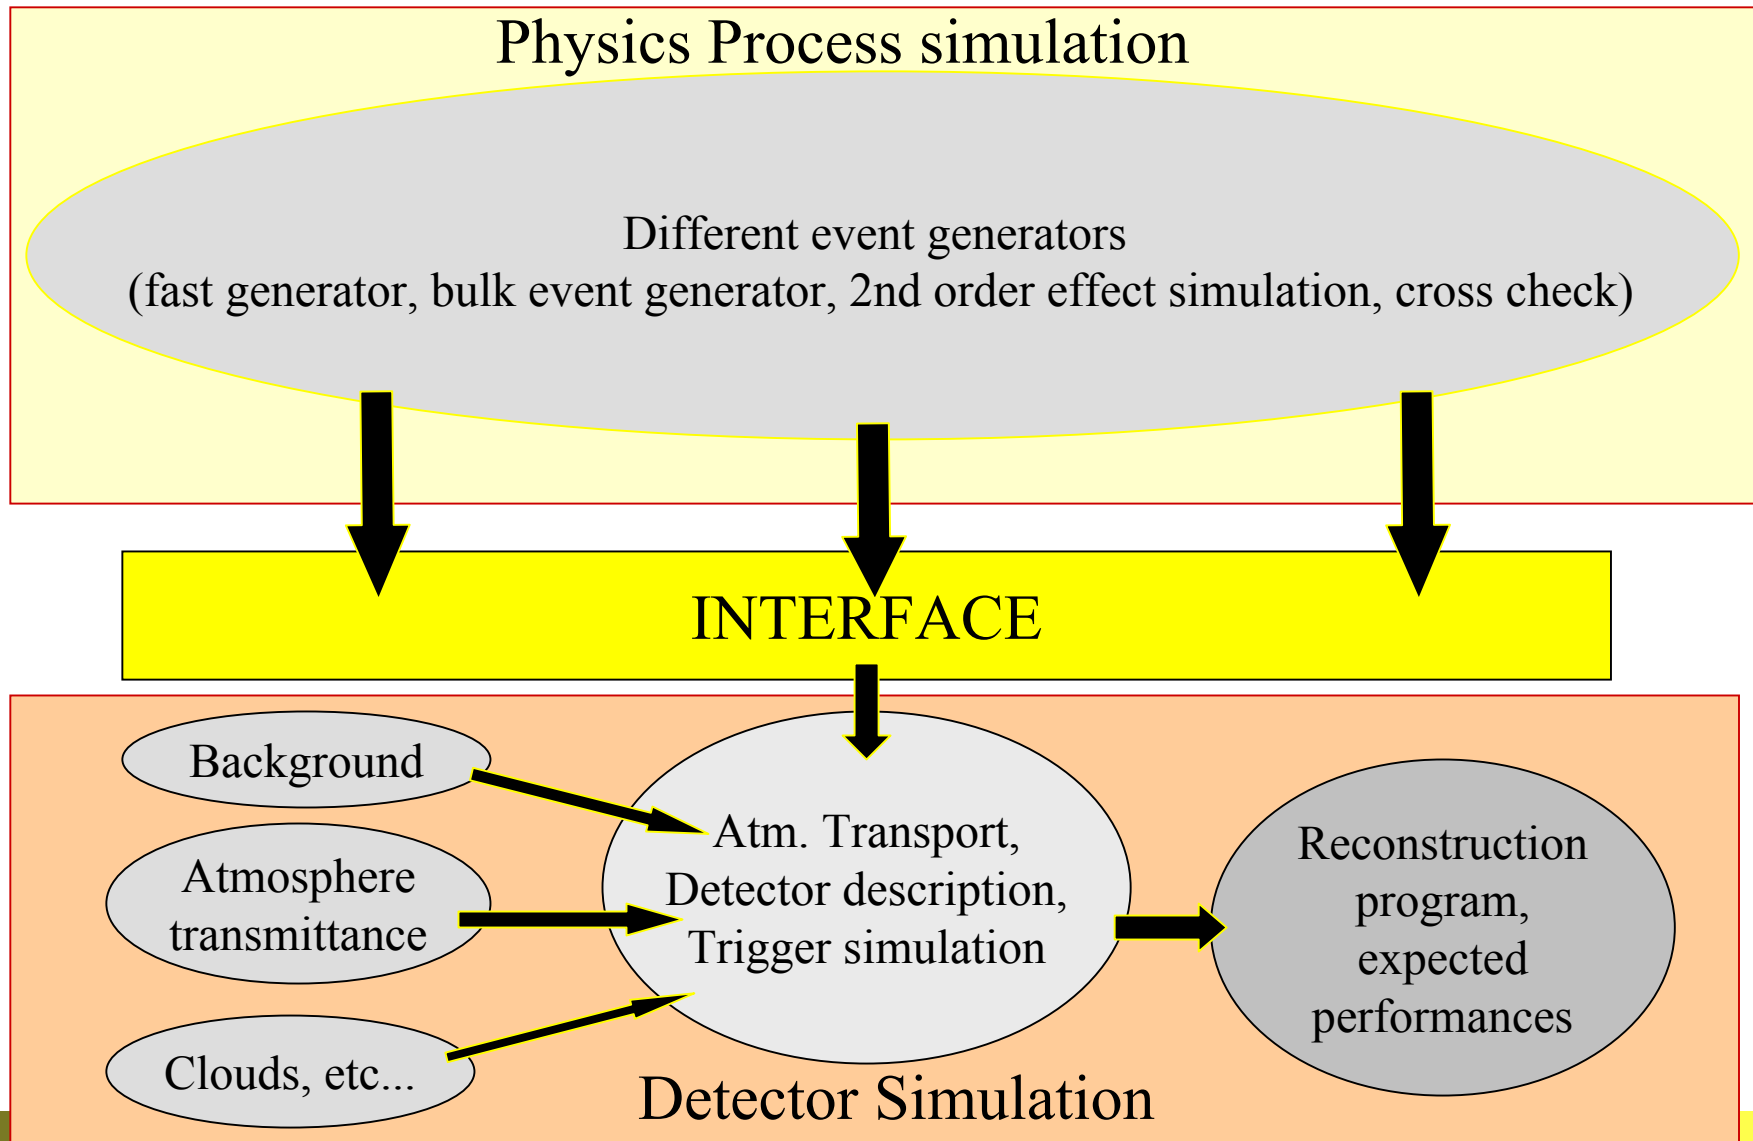 Physics Process simulation
Different event generators
(fast generator, bulk event generator, 2nd order effect simulation, cross check)
INTERFACE
Background
Atmosphere
transmittance
Clouds, etc...
Atm. Transport,
Detector description,
Trigger simulation
Reconstruction
program,
expected
performances
Detector Simulation